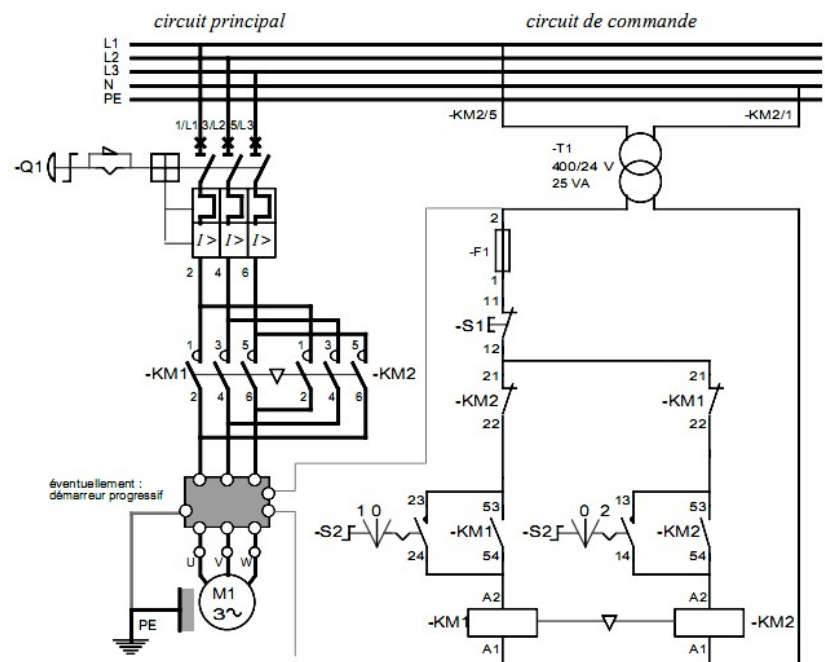 circuit principal
circuit de commande
L1
L2
L3
N
PE
1/L1 3/L2 5/L3
-KM2/5
-KM2/1
-Q1
-T1
400/24 V
25 VA
I > I > I >
2 4 6
2
-F1
1
11
-S1
12
1 3 5 1 3 5
-KM1
-KM2
2 4 6 2 4 6
21
-KM2
22
21
-KM1
22
éventuellement :
démarreur progressif
1 0
23
-S2
24
53
-KM1
54
0 2
13
-S2
14
53
-KM2
54
U V W
M1
3~
PE
A2
-KM1
A1
A2
-KM2
A1